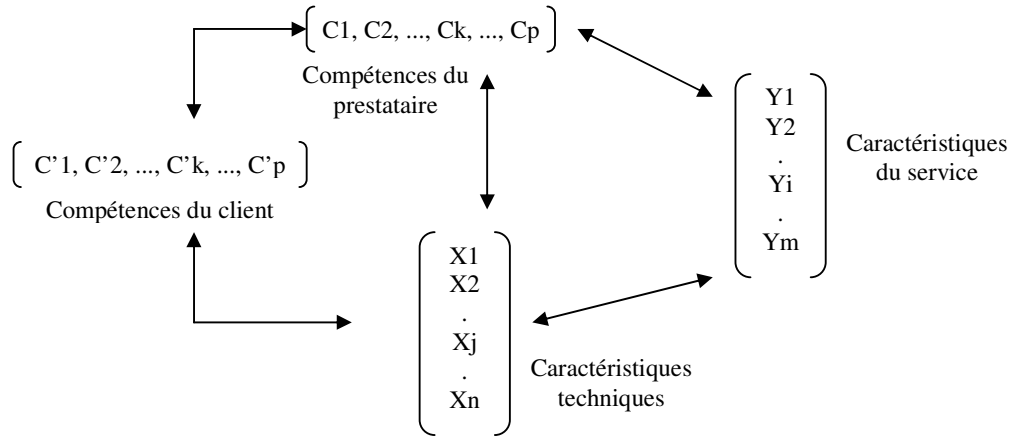 C1, C2, ..., Ck, ..., Cp
Compétences du
prestataire
C'1, C'2, ..., C'k, ..., C'p
Compétences du client
Y1
Y2
.
Yi
.
Ym
Caractéristiques
du service
X1
X2
.
Xj
.
Xn
Caractéristiques
techniques